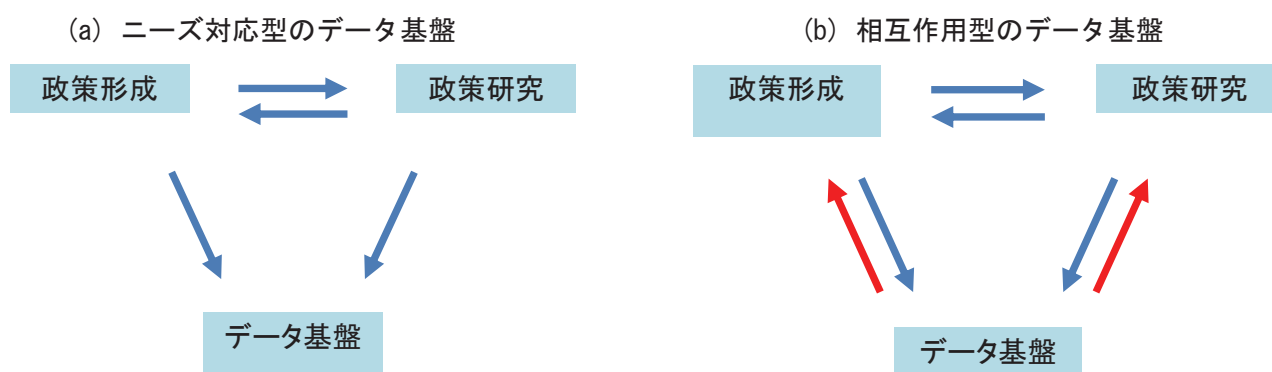 (a) ニーズ対応型のデータ基盤
政策形成
政策研究
データ基盤
(b) 相互作用型のデータ基盤
政策形成
政策研究
データ基盤